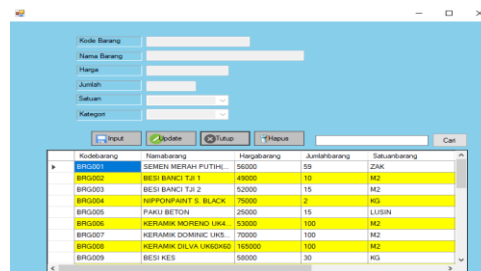 Kode Barang
Nama Barang
Harga
Jumlah
Satuan
Kategori
Input Update Tutup Hapus Cari
Kodebarang Namabarang Hargabarang Jumlahbarang Satuanbarang
BRG001 SEMEN MERAH PUTIH(... 56000 59 ZAK
BRG002 BESI BANCI TJI 1 49000 10 M2
BRG003 BESI BANCI TJI 2 52000 15 M2
BRG004 NIPPONPAINT S. BLACK 75000 2 KG
BRG005 PAKU BETON 25000 15 LUSIN
BRG006 KERAMIK MORENO UK4... 53000 100 M2
BRG007 KERAMIK DOMINIC UK5... 70000 100 M2
BRG008 KERAMIK DILVA UK60X60 165000 100 M2
BRG009 BESI KES 58000 30 KG